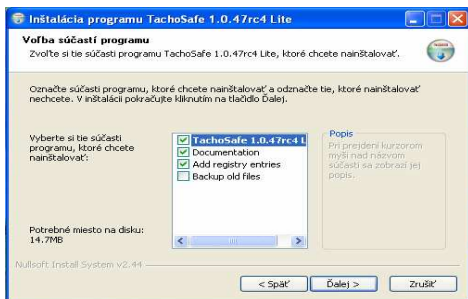 Inštalácia programu TachoSafe 1.0.47rc4 Lite
Voľba súčastí programu
Zvoľte si tie súčasti programu TachoSafe 1.0.47rc4 Lite, ktoré chcete nainštalovať.
Označte súčasti programu, ktoré chcete nainštalovať a odznačte tie, ktoré nainštalovať
nechcete. V inštalácii pokračujte kliknutím na tlačidlo Ďalej.
Vyberte si tie súčasti
programu, ktoré chcete
nainštalovať:
TachoSafe 1.0.47rc4 L
Documentation
Add registry entries
Backup old files
Popis
Pri prejdení kurzorom
myši nad názvom
súčasti sa zobrazí jej
popis.
Potrebné miesto na disku:
14.7MB
Nullsoft Install System v2.44
< Späť
Ďalej >
Zrušiť